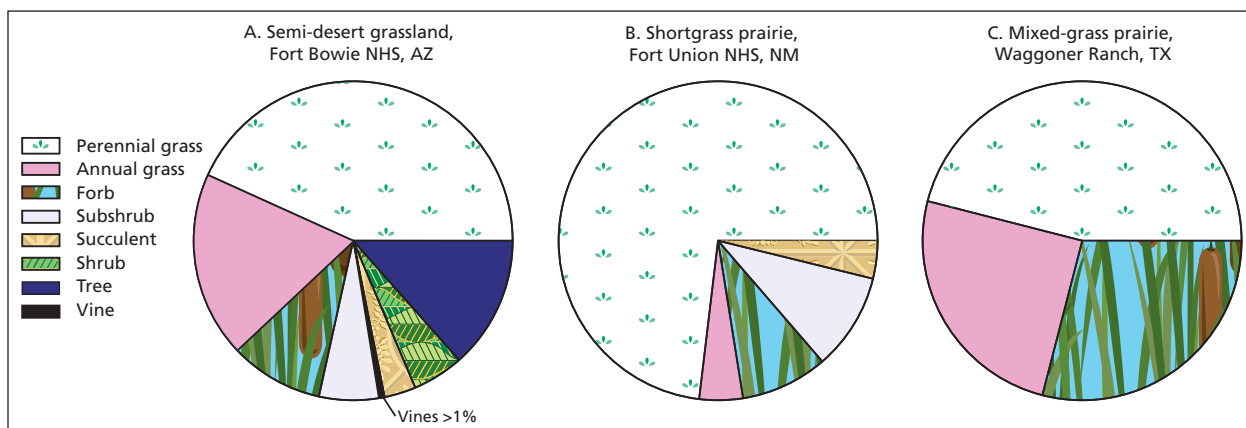 A. Semi-desert grassland,
Fort Bowie NHS, AZ
B. Shortgrass prairie,
Fort Union NHS, NM
C. Mixed-grass prairie,
Waggoner Ranch, TX
Perennial grass
Annual grass
Forb
Subshrub
Succulent
Shrub
Tree
Vine
Vines >1%